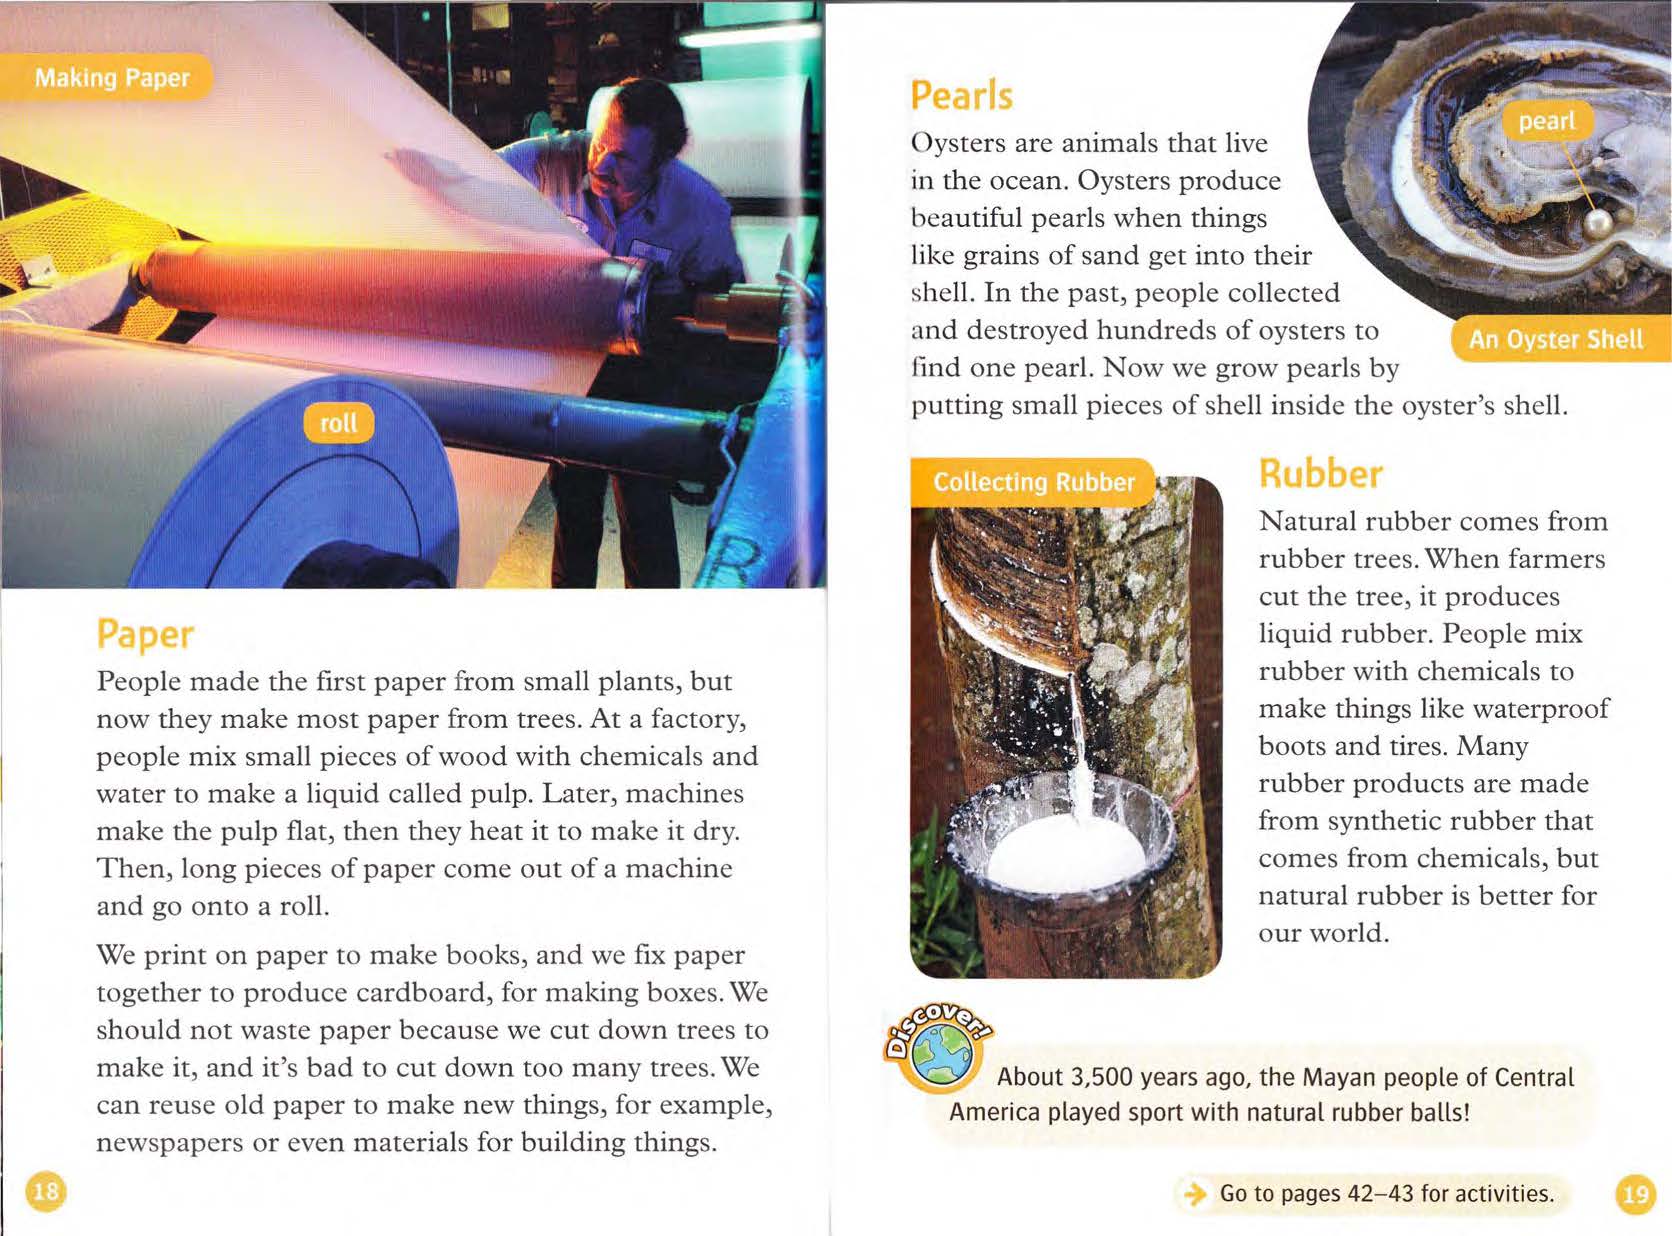 Making Paper
roll
Paper
People made the first paper from small plants, but
now they make most paper from trees. At a factory,
people mix small pieces of wood with chemicals and
water to make a liquid called pulp. Later, machines
make the pulp flat, then they heat it to make it dry.
Then, long pieces of paper come out of a machine
and go onto a roll.
We print on paper to make books, and we fix paper
together to produce cardboard, for making boxes. We
should not waste paper because we cut down trees to
make it, and it's bad to cut down too many trees. We
can reuse old paper to make new things, for example,
newspapers or even materials for building things.
18
Pearls
Oysters are animals that live
in the ocean. Oysters produce
beautiful pearls when things
like grains of sand get into their
shell. In the past, people collected
and destroyed hundreds of oysters to
find one pearl. Now we grow pearls by
putting small pieces of shell inside the oyster's shell.
pearl
An Oyster Shell
Collecting Rubber
Rubber
Natural rubber comes from
rubber trees. When farmers
cut the tree, it produces
liquid rubber. People mix
rubber with chemicals to
make things like waterproof
boots and tires. Many
rubber products are made
from synthetic rubber that
comes from chemicals, but
natural rubber is better for
our world.
Discover!
About 3,500 years ago, the Mayan people of Central
America played sport with natural rubber balls!
Go to pages 42–43 for activities.
19